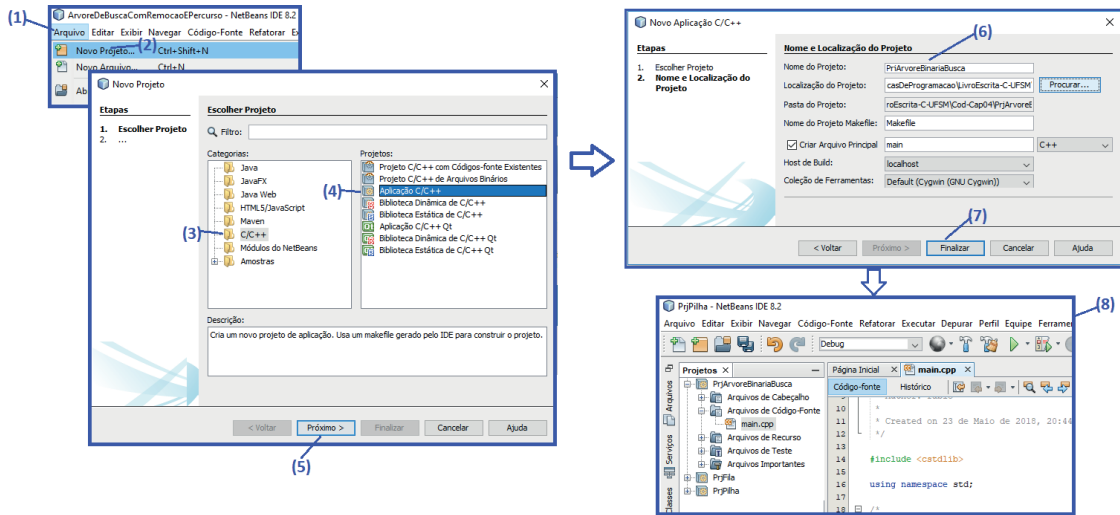 (1)
ArvoreDeBuscaComRemocaoEPercurso - NetBeans IDE 8.2
Arquivo Editar Exibir Navegar Código-Fonte Refatorar
(2)
Novo Projeto... Ctrl+Shift+N
Novo Arquivo... Ctrl+N
Novo Projeto
Etapas
1. Escolher Projeto
2. ...
Escolher Projeto
Filtro:
Categorias:
Java
JavaFX
Java Web
HTML5/JavaScript
Maven
(3)
C/C++
Módulos do NetBeans
Amostras
Projetos:
Projeto C/C++ com Códigos-fonte Existentes
Projeto C/C++ de Arquivos Binários
(4)
Aplicação C/C++
Biblioteca Dinâmica de C/C++
Biblioteca Estática de C/C++
Aplicação C/C++ Qt
Biblioteca Dinâmica de C/C++ Qt
Biblioteca Estática de C/C++ Qt
Descrição:
Cria um novo projeto de aplicação. Usa um makefile gerado pelo IDE para construir o projeto.
< Voltar Próximo > Finalizar Cancelar Ajuda
(5)
Novo Aplicação C/C++
Etapas
1. Escolher Projeto
2. Nome e Localização do
Projeto
Nome e Localização do Projeto
(6)
Nome do Projeto: PrjArvoreBinariaBusca
Localização do Projeto: casDeProgramacao\LivroEscrita-C-UFSM Procurar...
Pasta do Projeto: roEscrita-C-UFSM\Cod-Cap04\PrjArvoreE
Nome do Projeto Makefile: Makefile
Criar Arquivo Principal main C++
Host de Build: localhost
Coleção de Ferramentas: Default (Cygwin (GNU Cygwin))
(7)
< Voltar Próximo > Finalizar Cancelar Ajuda
(8)
PrjPilha - NetBeans IDE 8.2
Arquivo Editar Exibir Navegar Código-Fonte Refatorar Executar Depurar Perfil Equipe Ferrame
Debug
Projetos
Arquivos
Serviços
Classes
PrjArvoreBinariaBusca
Arquivos de Cabeçalho
Arquivos de Código-Fonte
main.cpp
Arquivos de Recurso
Arquivos de Teste
Arquivos Importantes
PrjFila
PrjPilha
Página Inicial main.cpp
Código-fonte Histórico
10 *
11 * Created on 23 de Maio de 2018, 20:44
12 */
13
14 #include <cstdlib>
15
16 using namespace std;
17
18 /*